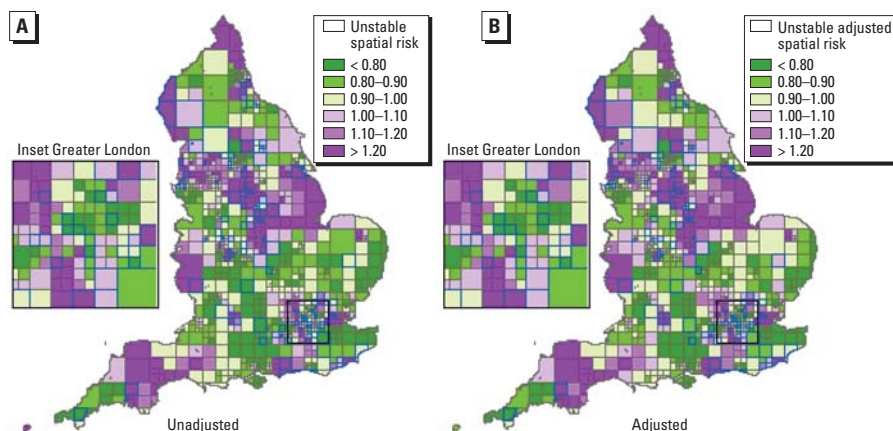 A
Unstable
spatial risk
< 0.80
0.80–0.90
0.90–1.00
1.00–1.10
1.10–1.20
> 1.20
Inset Greater London
Unadjusted
B
Unstable adjusted
spatial risk
< 0.80
0.80–0.90
0.90–1.00
1.00–1.10
1.10–1.20
> 1.20
Inset Greater London
Adjusted